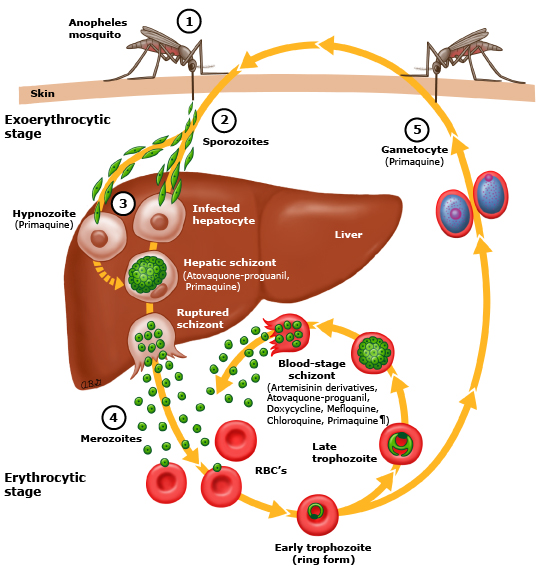 1
Anopheles
mosquito
Skin
Exoerythrocytic
stage
2
Sporozoites
5
Gametocyte
(Primaquine)
3
Hypnozoite
(Primaquine)
Infected
hepatocyte
Liver
Hepatic schizont
(Atovaquone-proguanil,
Primaquine)
Ruptured
schizont
Blood-stage
schizont
(Artemisinin derivatives,
Atovaquone-proguanil,
Doxycycline, Mefloquine,
Chloroquine, Primaquine¶)
4
Merozoites
Late
trophozoite
RBC's
Erythrocytic
stage
Early trophozoite
(ring form)